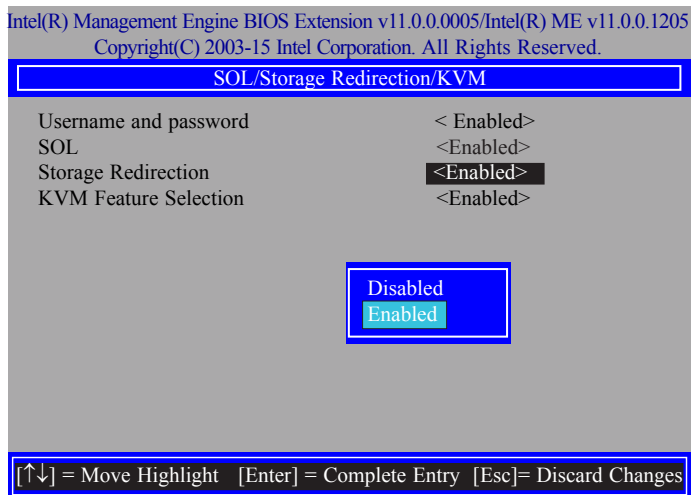 Intel(R) Management Engine BIOS Extension v11.0.0.0005/Intel(R) ME v11.0.0.1205
Copyright(C) 2003-15 Intel Corporation. All Rights Reserved.
SOL/Storage Redirection/KVM
Username and password < Enabled>
SOL <Enabled>
Storage Redirection <Enabled>
KVM Feature Selection <Enabled>
Disabled
Enabled
[↑↓] = Move Highlight [Enter] = Complete Entry [Esc]= Discard Changes